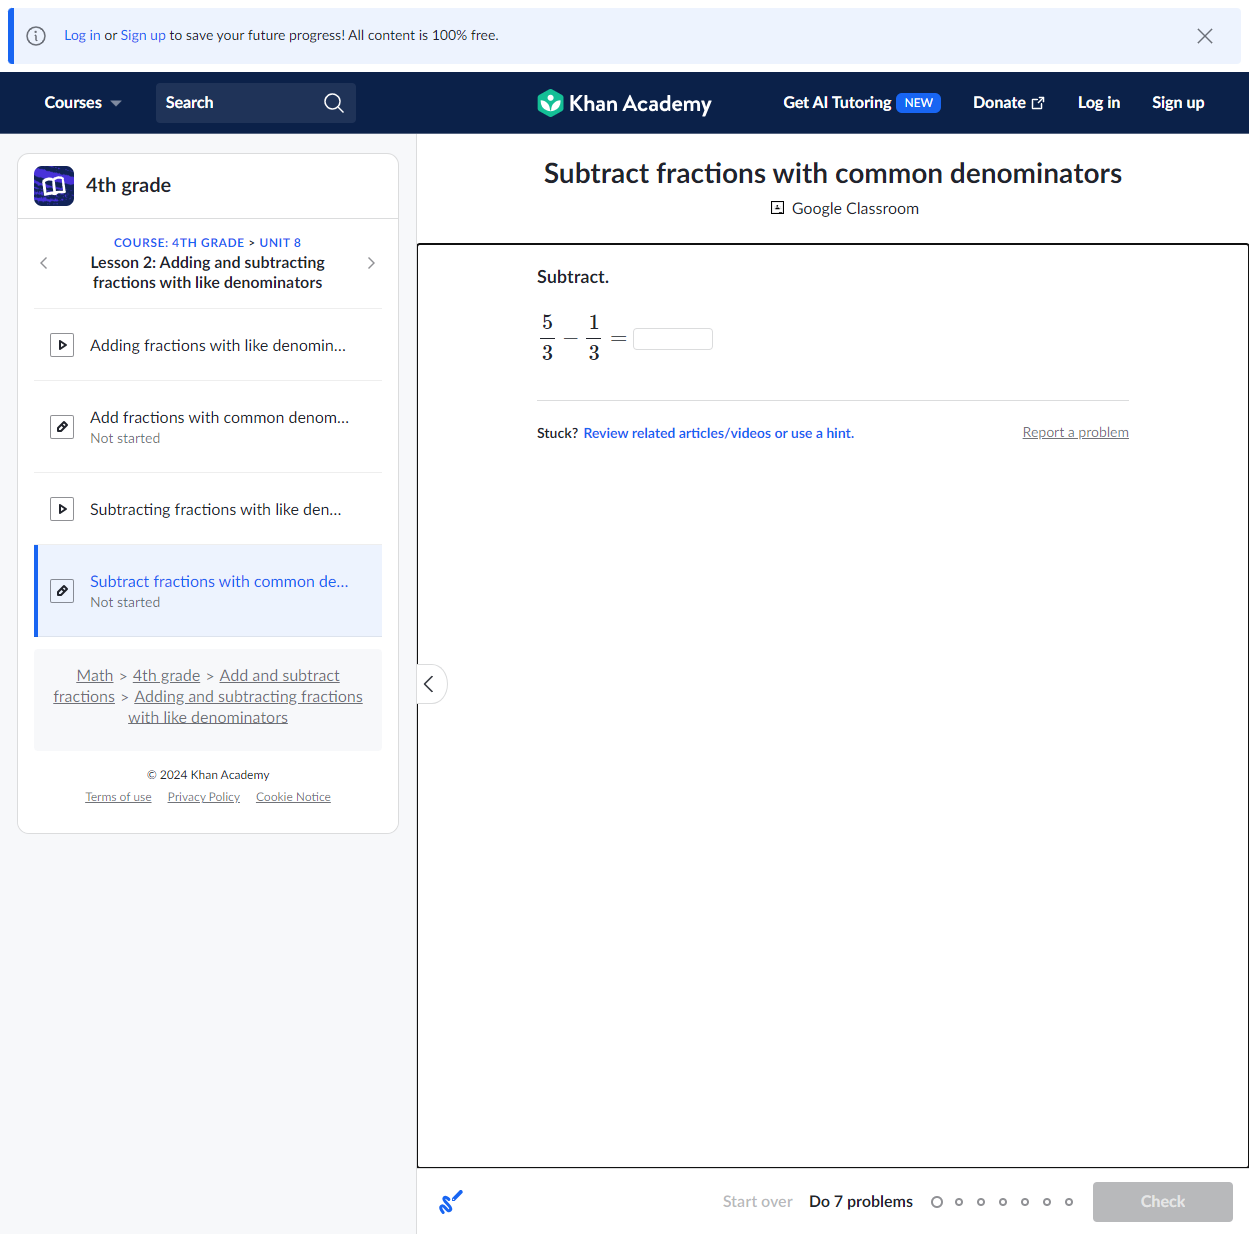 Log in or Sign up to save your future progress! All content is 100% free.
Courses
Search
Khan Academy
Get AI Tutoring NEW
Donate
Log in
Sign up
4th grade
COURSE: 4TH GRADE > UNIT 8
Lesson 2: Adding and subtracting
fractions with like denominators
Adding fractions with like denomin...
Add fractions with common denom...
Not started
Subtracting fractions with like den...
Subtract fractions with common de...
Not started
Math > 4th grade > Add and subtract
fractions > Adding and subtracting fractions
with like denominators
© 2024 Khan Academy
Terms of use Privacy Policy Cookie Notice
Subtract fractions with common denominators
Google Classroom
Subtract.
5/3 − 1/3 =
Stuck? Review related articles/videos or use a hint.
Report a problem
Start over
Do 7 problems
Check